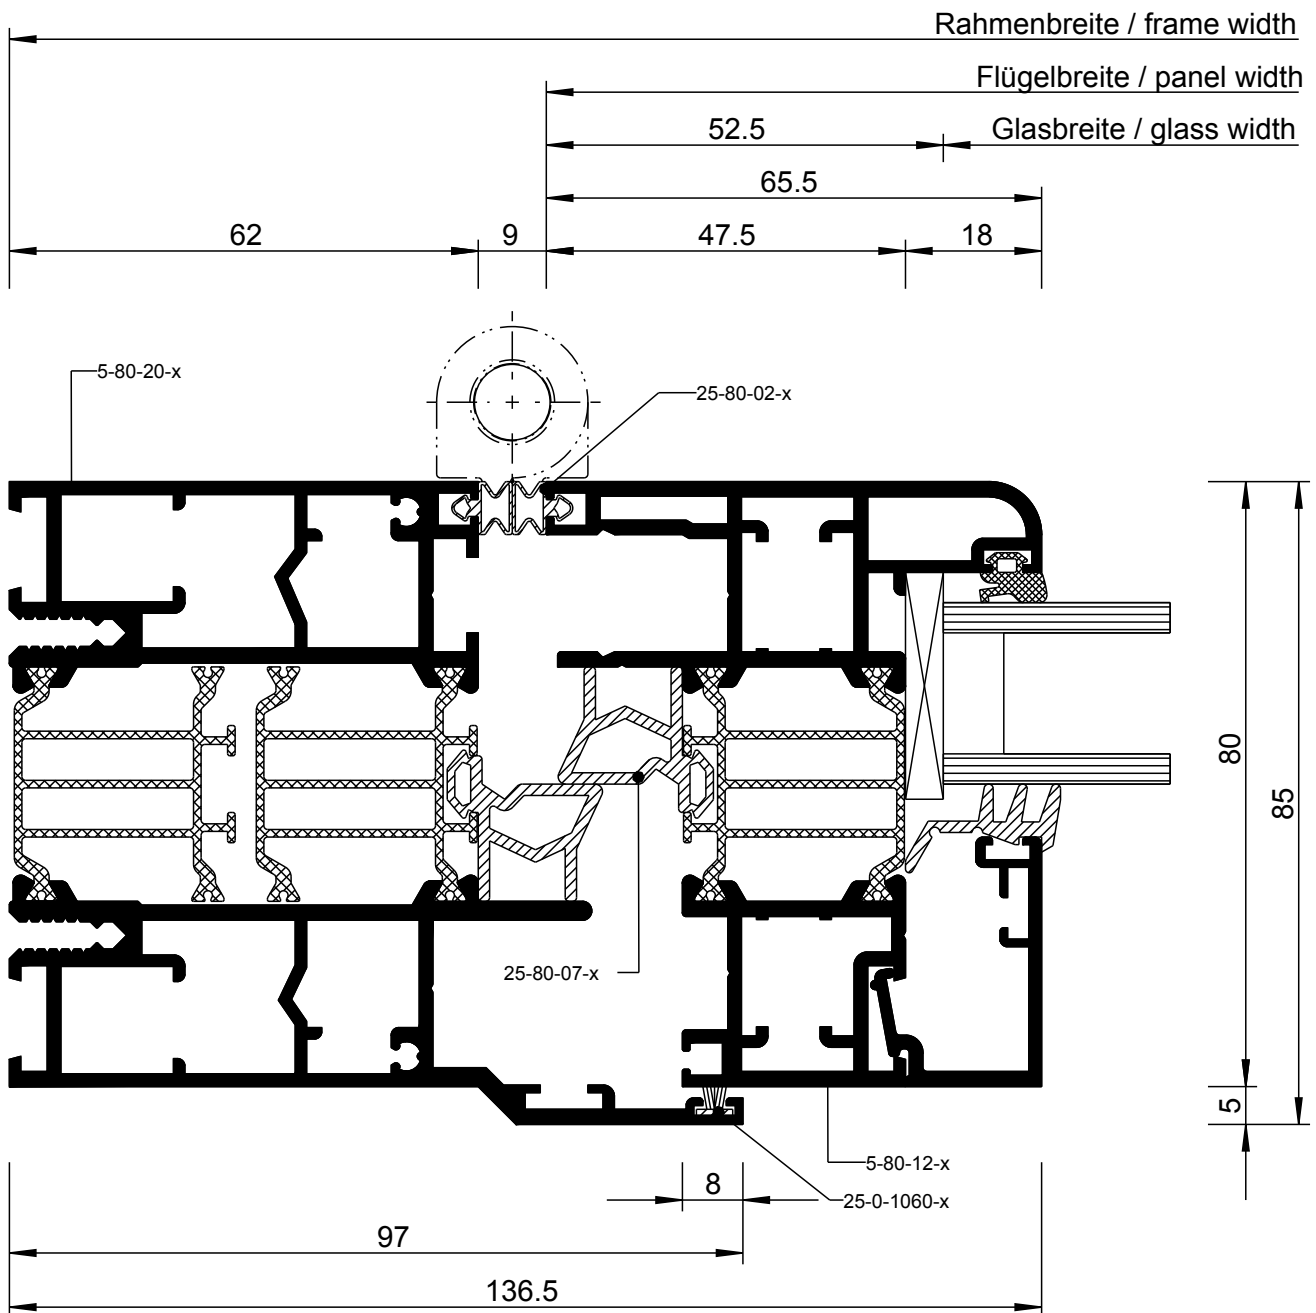 Rahmenbreite / frame width
Flügelbreite / panel width
52.5
Glasbreite / glass width
65.5
62
9
47.5
18
5-80-20-x
25-80-02-x
80
85
25-80-07-x
5
5-80-12-x
8
25-0-1060-x
97
136.5